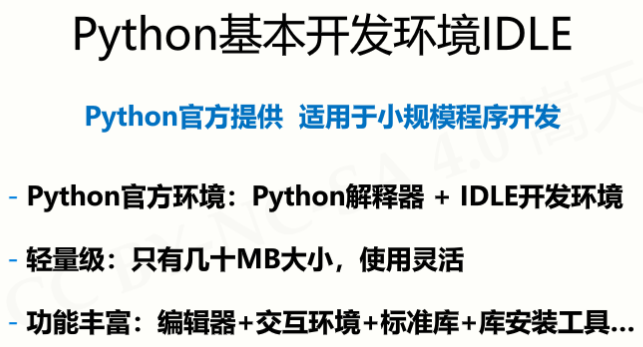 Python基本开发环境IDLE
Python官方提供 适用于小规模程序开发
- Python官方环境：Python解释器 + IDLE开发环境
- 轻量级：只有几十MB大小，使用灵活
- 功能丰富：编辑器+交互环境+标准库+库安装工具…
CC BY-NC-SA 4.0 嵩天